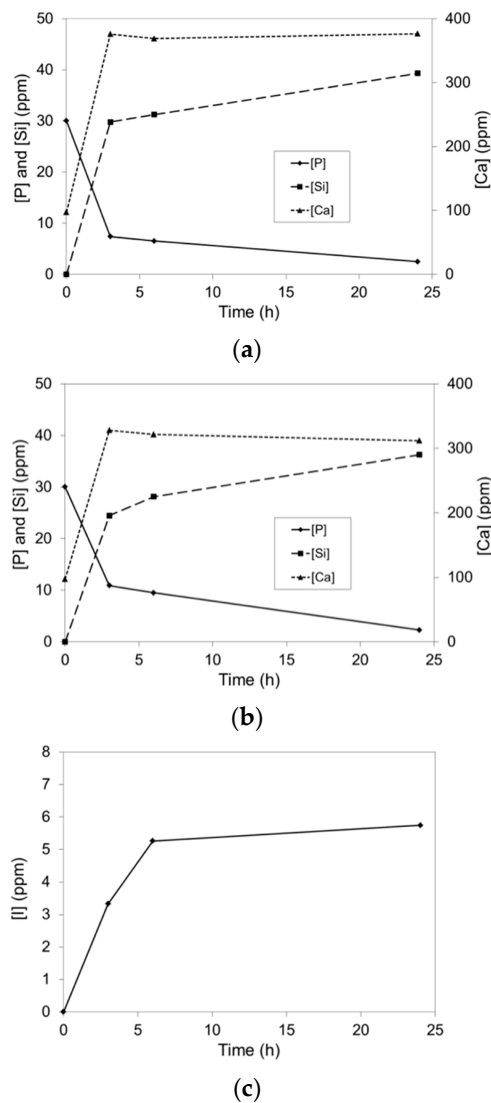 50
40
30
20
10
0
[P] and [Si] (ppm)
400
300
200
100
0
[Ca] (ppm)
[P]
[Si]
[Ca]
0 5 10 15 20 25
Time (h)
(a)
50
40
30
20
10
0
[P] and [Si] (ppm)
400
300
200
100
0
[Ca] (ppm)
[P]
[Si]
[Ca]
0 5 10 15 20 25
Time (h)
(b)
8
7
6
5
4
3
2
1
0
[I] (ppm)
0 5 10 15 20 25
Time (h)
(c)